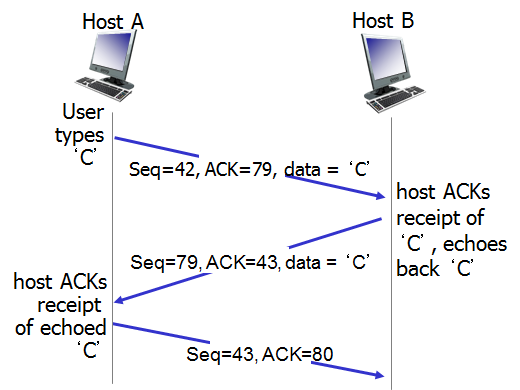 Host A
Host B
User
types
‘C’
Seq=42, ACK=79, data = ‘C’
host ACKs
receipt of
‘C’, echoes
back ‘C’
Seq=79, ACK=43, data = ‘C’
host ACKs
receipt
of echoed
‘C’
Seq=43, ACK=80